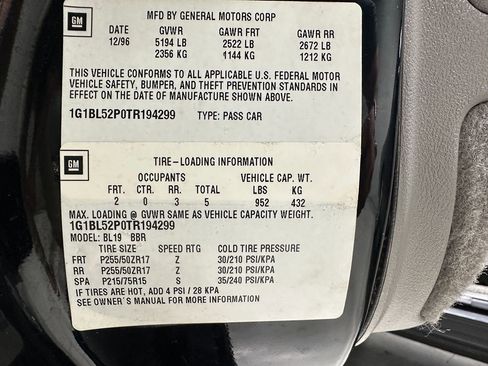 GM
MFD BY GENERAL MOTORS CORP
DATE GVWR GAWR FRT GAWR RR
12/96 5194 LB 2522 LB 2672 LB
2356 KG 1144 KG 1212 KG
THIS VEHICLE CONFORMS TO ALL APPLICABLE U.S. FEDERAL MOTOR
VEHICLE SAFETY, BUMPER, AND THEFT PREVENTION STANDARDS IN
EFFECT ON THE DATE OF MANUFACTURE SHOWN ABOVE.
1G1BL52P0TR194299 TYPE: PASS CAR
GM
TIRE-LOADING INFORMATION
OCCUPANTS VEHICLE CAP. WT.
FRT. CTR. RR. TOTAL LBS KG
2 0 3 5 952 432
MAX. LOADING @ GVWR SAME AS VEHICLE CAPACITY WEIGHT.
1G1BL52P0TR194299
MODEL: BL19 BBR
TIRE SIZE SPEED RTG COLD TIRE PRESSURE
FRT P255/50ZR17 Z 30/210 PSI/KPA
RR P255/50ZR17 Z 30/210 PSI/KPA
SPA P215/75R15 S 35/240 PSI/KPA
IF TIRES ARE HOT, ADD 4 PSI / 28 KPA
SEE OWNER'S MANUAL FOR MORE INFORMATION